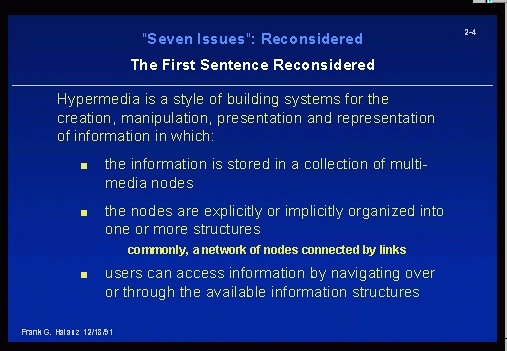 "Seven Issues": Reconsidered
2-4
The First Sentence Reconsidered
Hypermedia is a style of building systems for the
creation, manipulation, presentation and representation
of information in which:
■ the information is stored in a collection of multi-
media nodes
■ the nodes are explicitly or implicitly organized into
one or more structures
commonly, a network of nodes connected by links
■ users can access information by navigating over
or through the available information structures
Frank G. Halasz 12/18/91